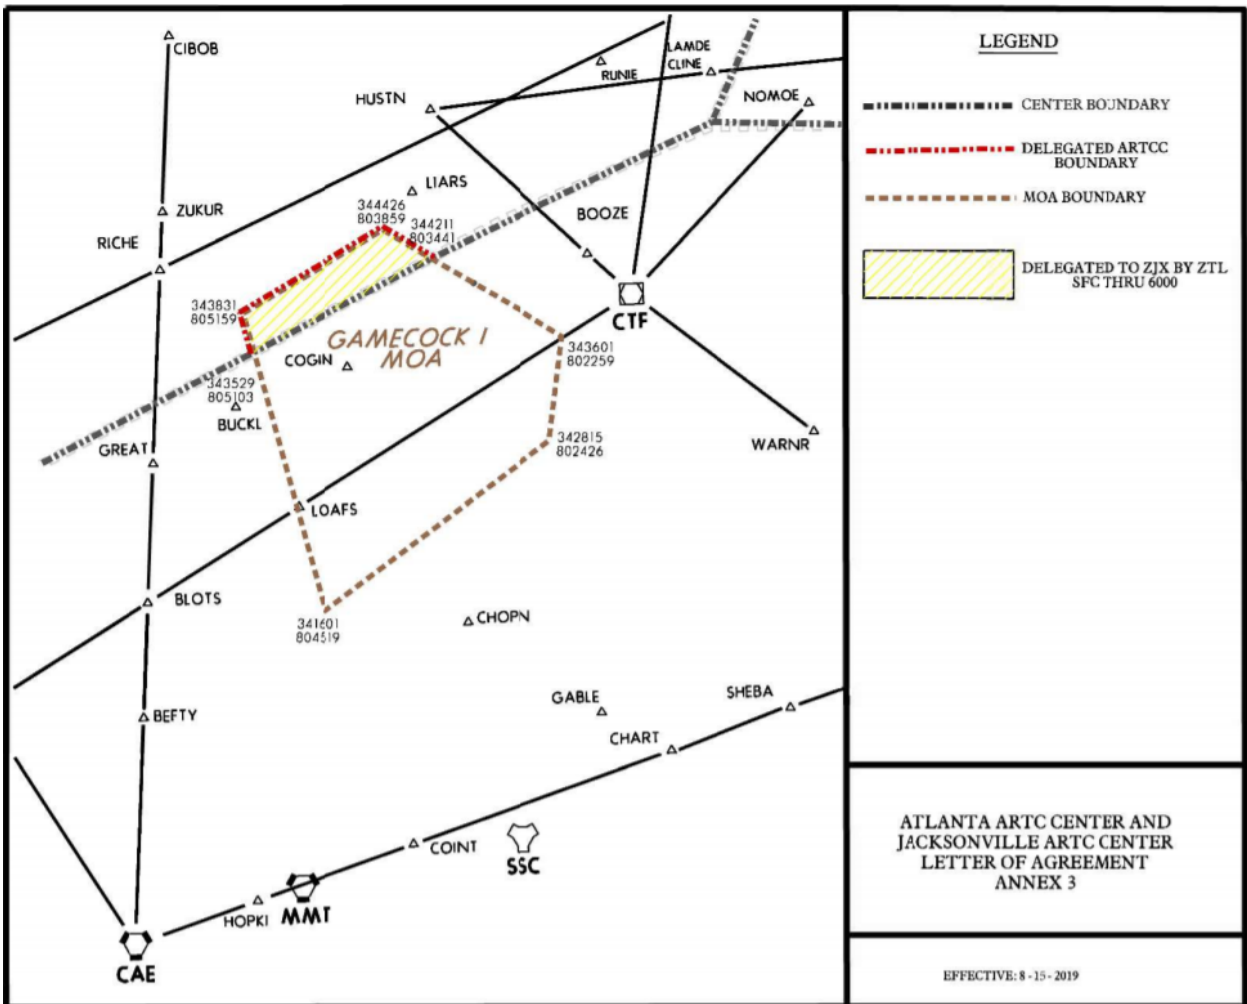 CIBOB
LAMDE
RUNIE
CLINE
HUSTN
NOMOE
LIARS
ZUKUR
344426
803859
344211
803441
BOOZE
RICHE
343831
805159
GAMECOCK I
MOA
CTF
COGIN
343601
802259
343529
805103
BUCKL
342815
802426
WARNR
GREAT
LOAFS
BLOTS
341601
804519
CHOPN
GABLE
SHEBA
BEFTY
CHART
COINT
SSC
HOPKI
MMT
CAE
LEGEND
CENTER BOUNDARY
DELEGATED ARTCC
BOUNDARY
MOA BOUNDARY
DELEGATED TO ZJX BY ZTL
SFC THRU 6000
ATLANTA ARTC CENTER AND
JACKSONVILLE ARTC CENTER
LETTER OF AGREEMENT
ANNEX 3
EFFECTIVE: 8-15-2019